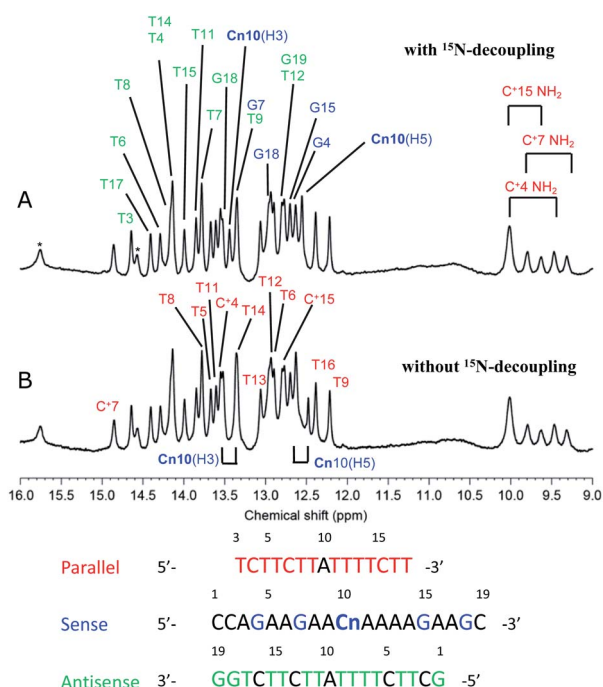 T14
T4
T11
Cn10(H3)
with ¹⁵N-decoupling
T8
T15
G18
G19
T12
G7
T9
G15
C⁺15 NH₂
T6
T7
G18
G4
C⁺7 NH₂
T17
Cn10(H5)
C⁺4 NH₂
A
T3
*
*
T8
T11
T5
C⁺4
T14
T12
T6
C⁺15
without ¹⁵N-decoupling
B
C⁺7
T13
T16
T9
Cn10(H3)
Cn10(H5)
16.0 15.5 15.0 14.5 14.0 13.5 13.0 12.5 12.0 11.5 11.0 10.5 10.0 9.5 9.0
Chemical shift (ppm)
3 5 10 15
Parallel 5'- TCTTCTTATTTTCTT -3'
1 5 10 15 19
Sense 5'- CCAGAAGAACnAAAAGAAGC -3'
19 15 10 5 1
Antisense 3'- GGTCTTCTTATTTTCTTCG -5'